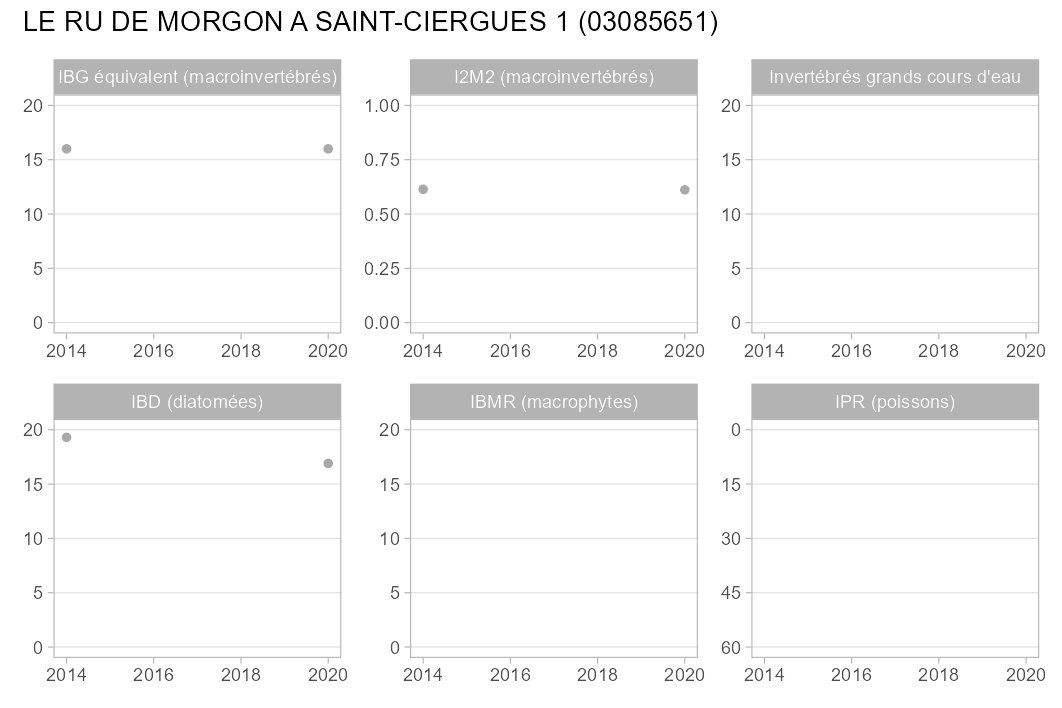 LE RU DE MORGON A SAINT-CIERGUES 1 (03085651)
IBG équivalent (macroinvertébrés)
20
15
10
5
0
2014 2016 2018 2020
I2M2 (macroinvertébrés)
1.00
0.75
0.50
0.25
0.00
2014 2016 2018 2020
Invertébrés grands cours d'eau
20
15
10
5
0
2014 2016 2018 2020
IBD (diatomées)
20
15
10
5
0
2014 2016 2018 2020
IBMR (macrophytes)
20
15
10
5
0
2014 2016 2018 2020
IPR (poissons)
0
15
30
45
60
2014 2016 2018 2020